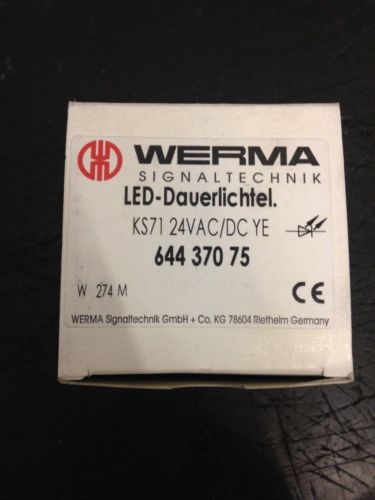 WERMA
SIGNALTECHNIK
LED-Dauerlichtel.
KS71 24VAC/DC YE
644 370 75
W 274 M
CE
WERMA Signaltechnik GmbH + Co, KG 78604 Rietheim Germany